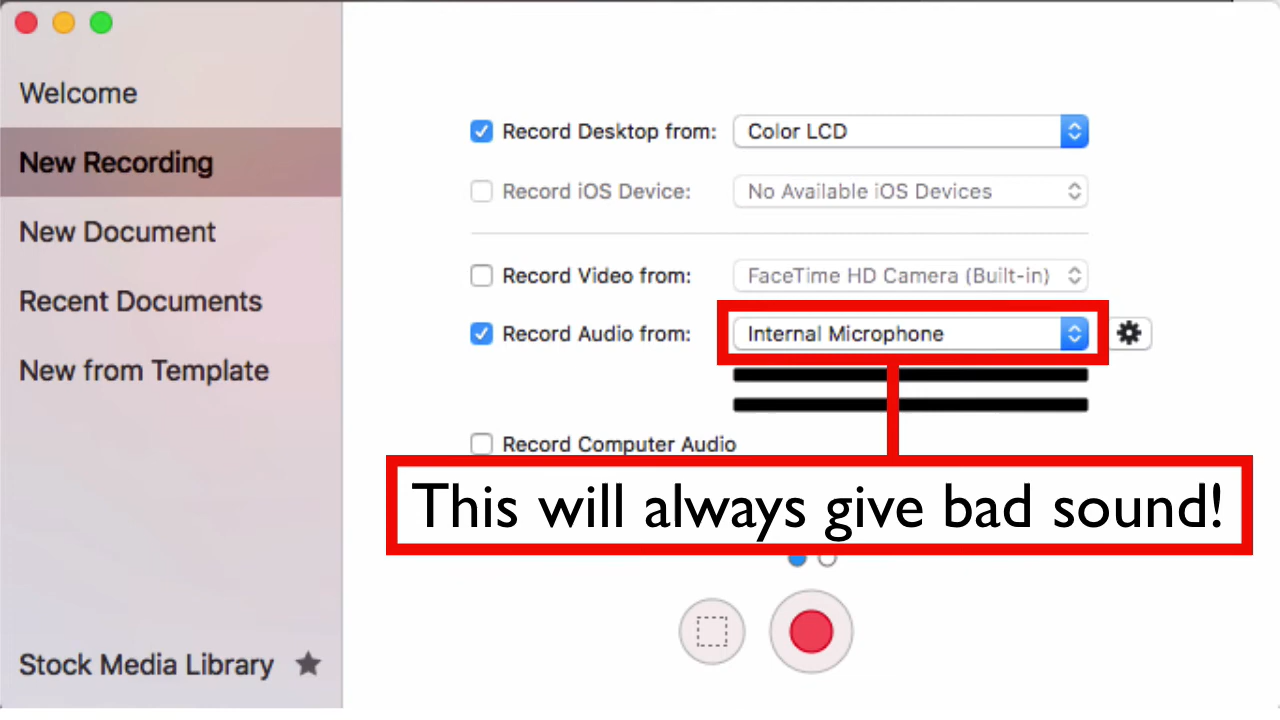 Welcome
New Recording
New Document
Recent Documents
New from Template
Stock Media Library
Record Desktop from: Color LCD
Record iOS Device: No Available iOS Devices
Record Video from: FaceTime HD Camera (Built-in)
Record Audio from: Internal Microphone
Record Computer Audio
This will always give bad sound!